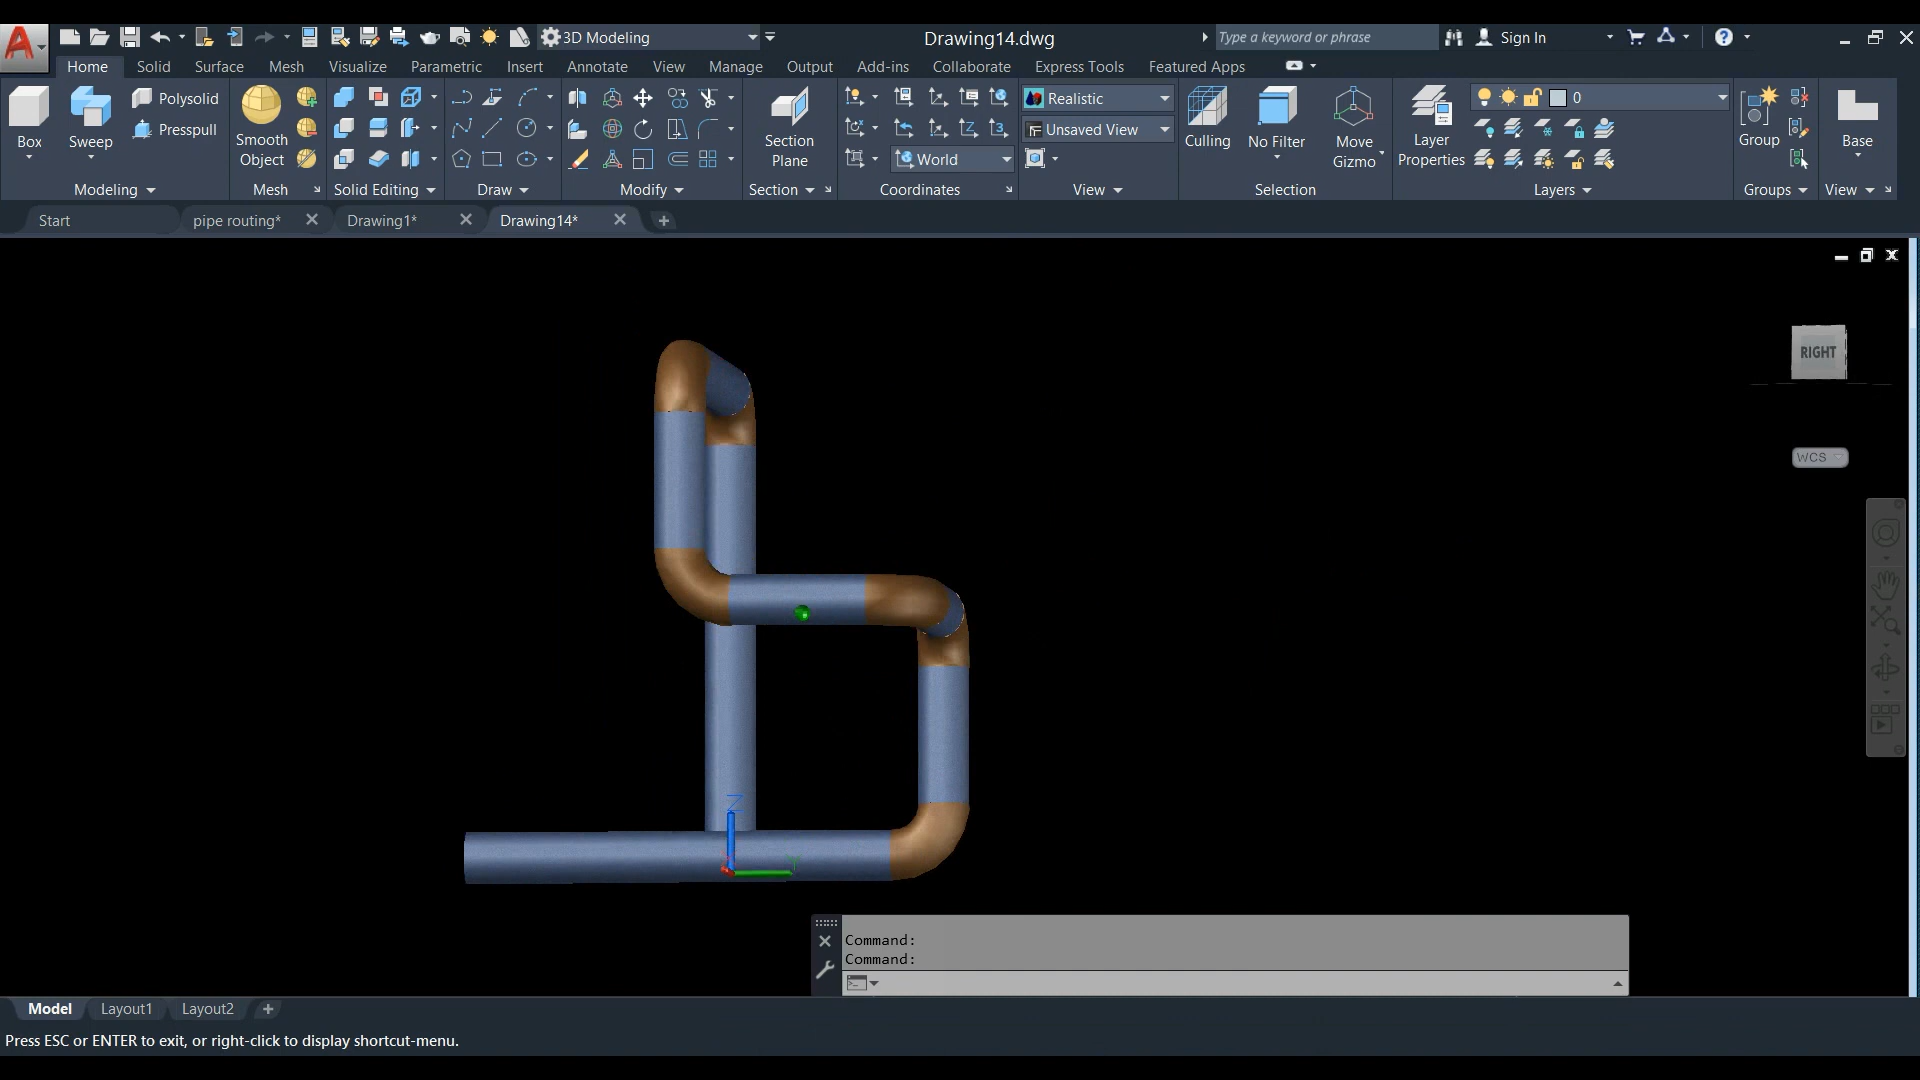 3D Modeling
Drawing14.dwg
Type a keyword or phrase
Sign In
Home Solid Surface Mesh Visualize Parametric Insert Annotate View Manage Output Add-ins Collaborate Express Tools Featured Apps
Box
Sweep
Polysolid
Presspull
Modeling
Smooth
Object
Mesh
Solid Editing
Draw
Modify
Section
Plane
Section
World
Coordinates
Realistic
Unsaved View
View
Culling
No Filter
Move
Gizmo
Selection
Layer
Properties
0
Layers
Group
Groups
Base
View
Start
pipe routing*
Drawing1*
Drawing14*
RIGHT
WCS
Z
Y
Command:
Command:
Model
Layout1
Layout2
Press ESC or ENTER to exit, or right-click to display shortcut-menu.